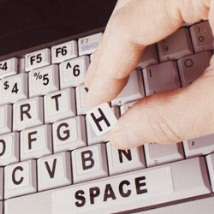 F4 F5 F6
$ 4 % 5 ^ 6
R T
F G H
C V B N
SPACE